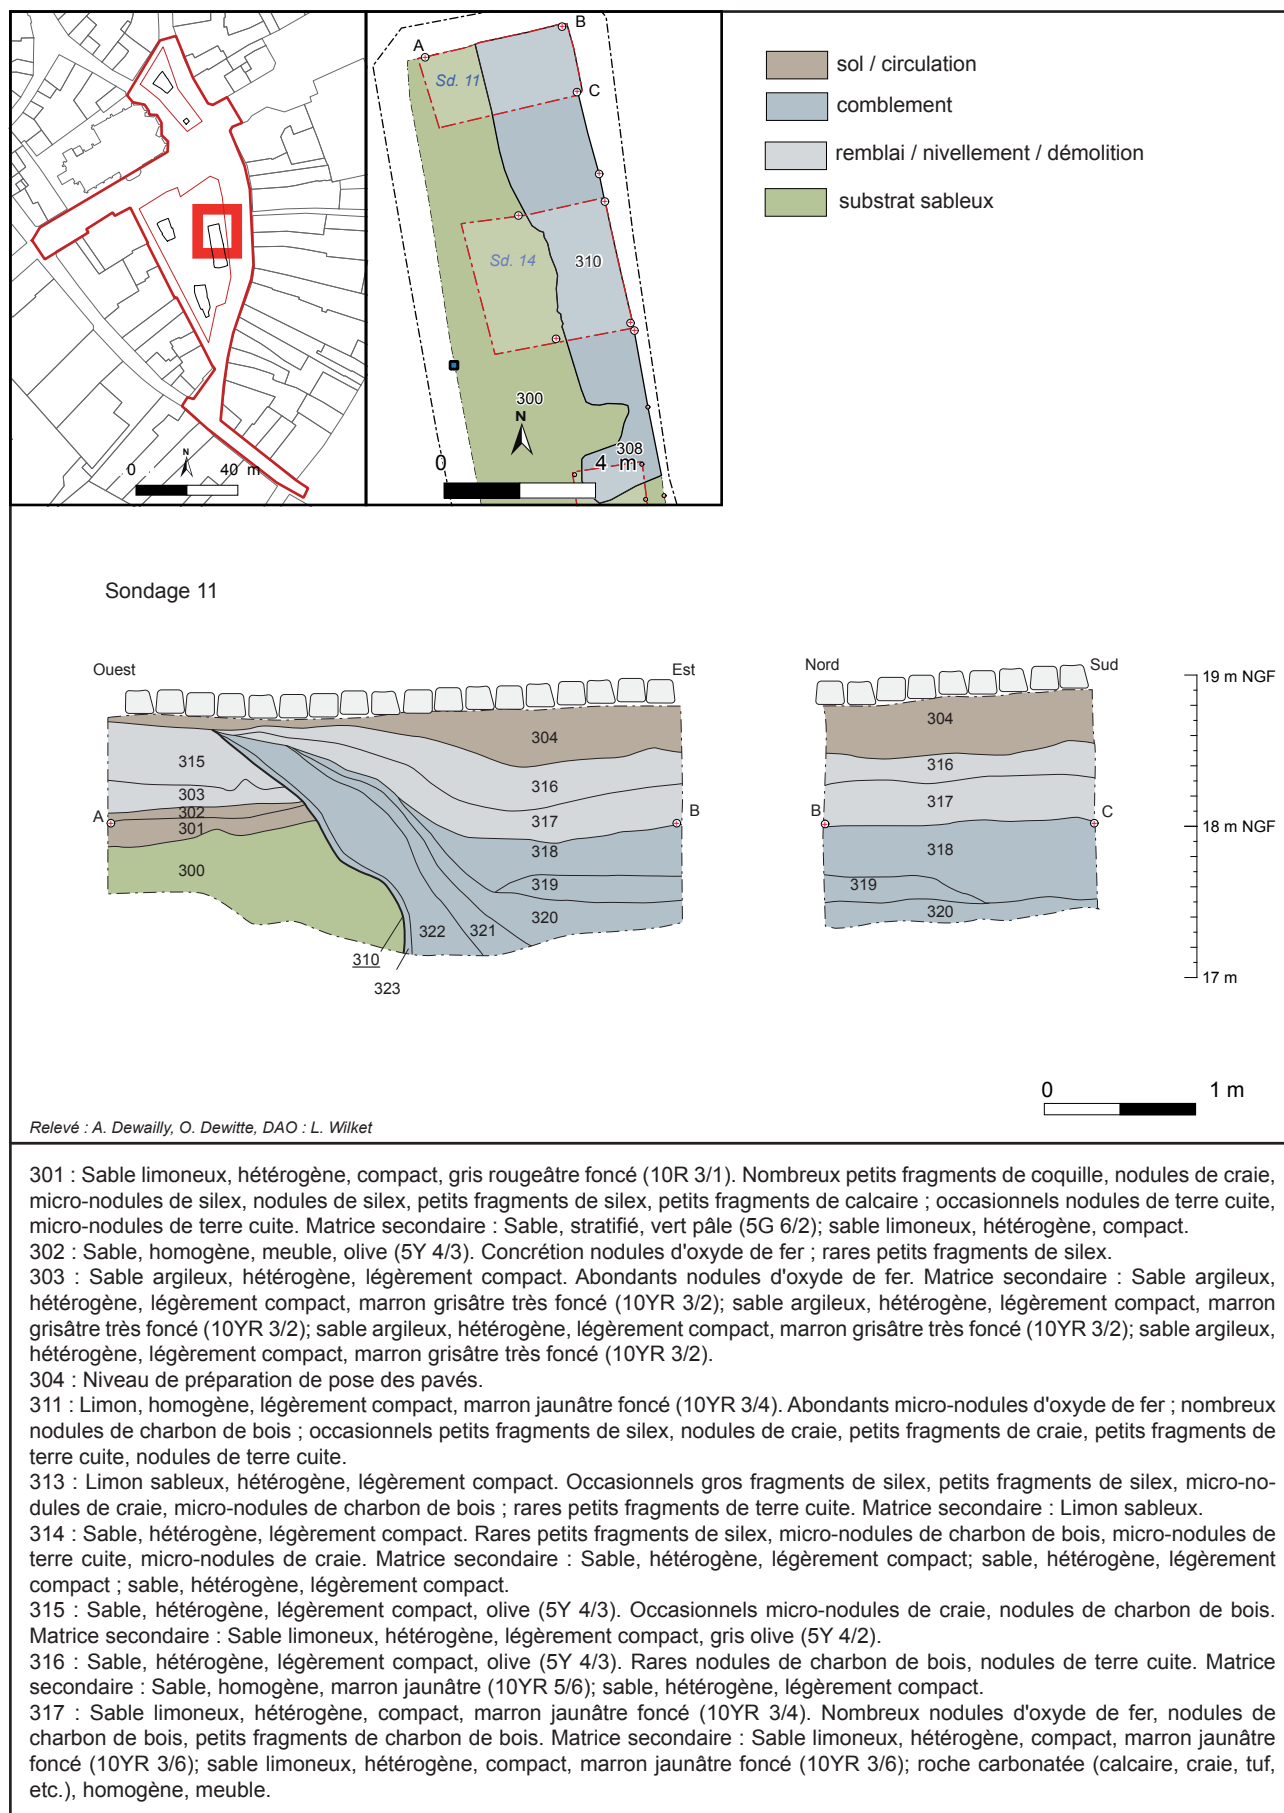 A
B
C
Sd. 11
Sd. 14
310
300
N
308
0
4 m
N
0
40 m
sol / circulation
comblement
remblai / nivellement / démolition
substrat sableux
Sondage 11
Ouest
Est
304
315
316
303
302
301
A
B
317
318
300
319
320
322
321
310
323
Nord
Sud
304
316
317
B
C
318
319
320
19 m NGF
18 m NGF
17 m
0
1 m
Relevé : A. Dewailly, O. Dewitte, DAO : L. Wilket
301 : Sable limoneux, hétérogène, compact, gris rougeâtre foncé (10R 3/1). Nombreux petits fragments de coquille, nodules de craie,
micro-nodules de silex, nodules de silex, petits fragments de silex, petits fragments de calcaire ; occasionnels nodules de terre cuite,
micro-nodules de terre cuite. Matrice secondaire : Sable, stratifié, vert pâle (5G 6/2); sable limoneux, hétérogène, compact.
302 : Sable, homogène, meuble, olive (5Y 4/3). Concrétion nodules d'oxyde de fer ; rares petits fragments de silex.
303 : Sable argileux, hétérogène, légèrement compact. Abondants nodules d'oxyde de fer. Matrice secondaire : Sable argileux,
hétérogène, légèrement compact, marron grisâtre très foncé (10YR 3/2); sable argileux, hétérogène, légèrement compact, marron
grisâtre très foncé (10YR 3/2); sable argileux, hétérogène, légèrement compact, marron grisâtre très foncé (10YR 3/2); sable argileux,
hétérogène, légèrement compact, marron grisâtre très foncé (10YR 3/2).
304 : Niveau de préparation de pose des pavés.
311 : Limon, homogène, légèrement compact, marron jaunâtre foncé (10YR 3/4). Abondants micro-nodules d'oxyde de fer ; nombreux
nodules de charbon de bois ; occasionnels petits fragments de silex, nodules de craie, petits fragments de craie, petits fragments de
terre cuite, nodules de terre cuite.
313 : Limon sableux, hétérogène, légèrement compact. Occasionnels gros fragments de silex, petits fragments de silex, micro-no-
dules de craie, micro-nodules de charbon de bois ; rares petits fragments de terre cuite. Matrice secondaire : Limon sableux.
314 : Sable, hétérogène, légèrement compact. Rares petits fragments de silex, micro-nodules de charbon de bois, micro-nodules de
terre cuite, micro-nodules de craie. Matrice secondaire : Sable, hétérogène, légèrement compact; sable, hétérogène, légèrement
compact ; sable, hétérogène, légèrement compact.
315 : Sable, hétérogène, légèrement compact, olive (5Y 4/3). Occasionnels micro-nodules de craie, nodules de charbon de bois.
Matrice secondaire : Sable limoneux, hétérogène, légèrement compact, gris olive (5Y 4/2).
316 : Sable, hétérogène, légèrement compact, olive (5Y 4/3). Rares nodules de charbon de bois, nodules de terre cuite. Matrice
secondaire : Sable, homogène, marron jaunâtre (10YR 5/6); sable, hétérogène, légèrement compact.
317 : Sable limoneux, hétérogène, compact, marron jaunâtre foncé (10YR 3/4). Nombreux nodules d'oxyde de fer, nodules de
charbon de bois, petits fragments de charbon de bois. Matrice secondaire : Sable limoneux, hétérogène, compact, marron jaunâtre
foncé (10YR 3/6); sable limoneux, hétérogène, compact, marron jaunâtre foncé (10YR 3/6); roche carbonatée (calcaire, craie, tuf,
etc.), homogène, meuble.